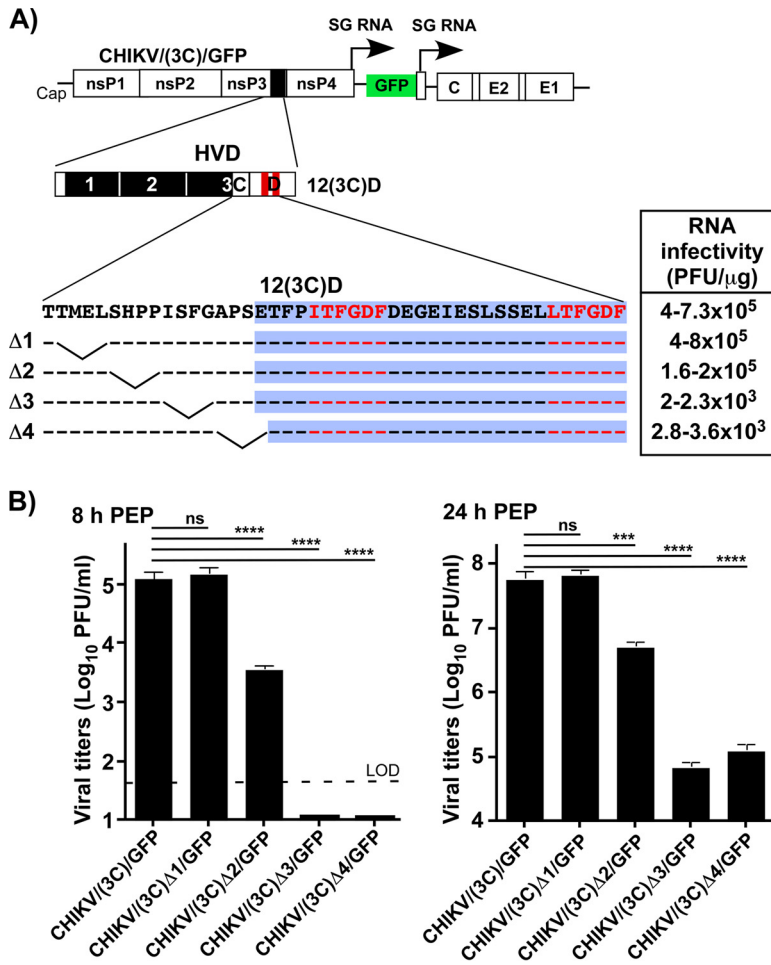 A)
SG RNA SG RNA
CHIKV/(3C)/GFP
nsP1 nsP2 nsP3 nsP4 GFP C E2 E1
Cap
HVD
1 2 3 C D 12(3C)D
RNA
infectivity
(PFU/μg)
12(3C)D
TTMELSHPPISFGAPSETFPITFGDFDEGEIESLSSELLTFGDF 4-7.3x10⁵
Δ1 4-8x10⁵
Δ2 1.6-2x10⁵
Δ3 2-2.3x10³
Δ4 2.8-3.6x10³
B)
8 h PEP
ns
****
****
****
Viral titers (Log₁₀ PFU/ml)
5
4
3
2
1
LOD
CHIKV/(3C)/GFP
CHIKV/(3C)Δ1/GFP
CHIKV/(3C)Δ2/GFP
CHIKV/(3C)Δ3/GFP
CHIKV/(3C)Δ4/GFP
24 h PEP
ns
***
****
****
Viral titers (Log₁₀ PFU/ml)
8
7
6
5
4
CHIKV/(3C)/GFP
CHIKV/(3C)Δ1/GFP
CHIKV/(3C)Δ2/GFP
CHIKV/(3C)Δ3/GFP
CHIKV/(3C)Δ4/GFP